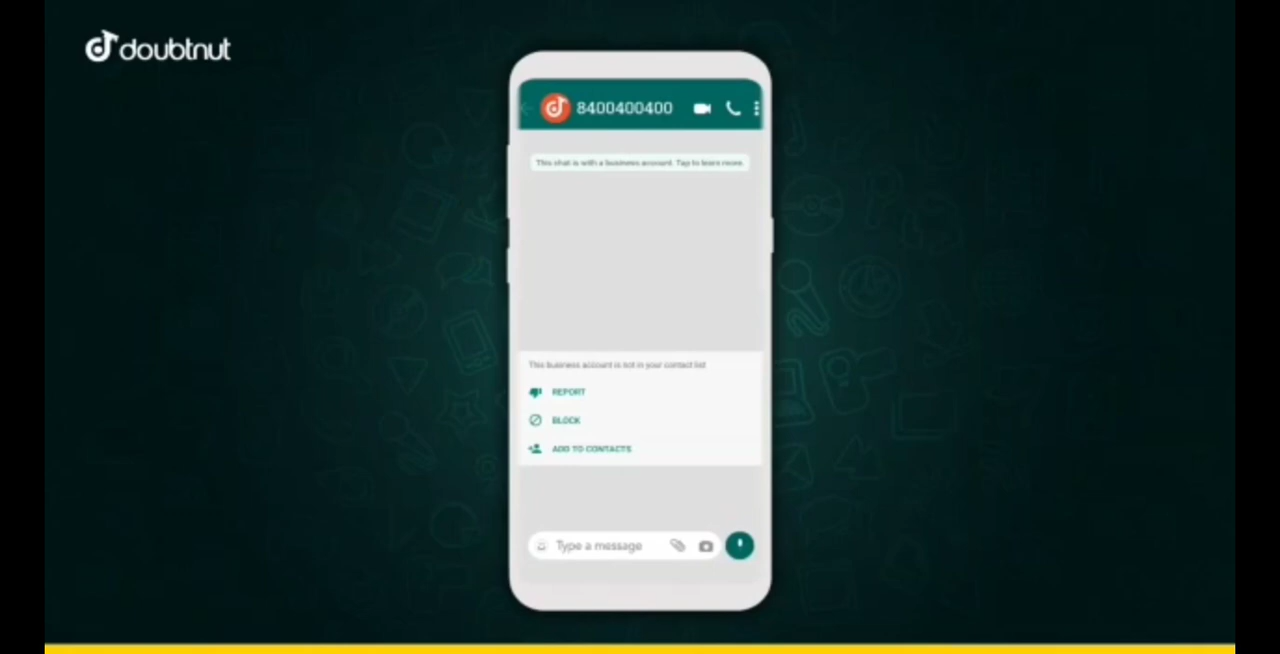 doubtnut
8400400400
This chat is with a business account. Tap to learn more.
This business account is not in your contact list
REPORT
BLOCK
ADD TO CONTACTS
Type a message